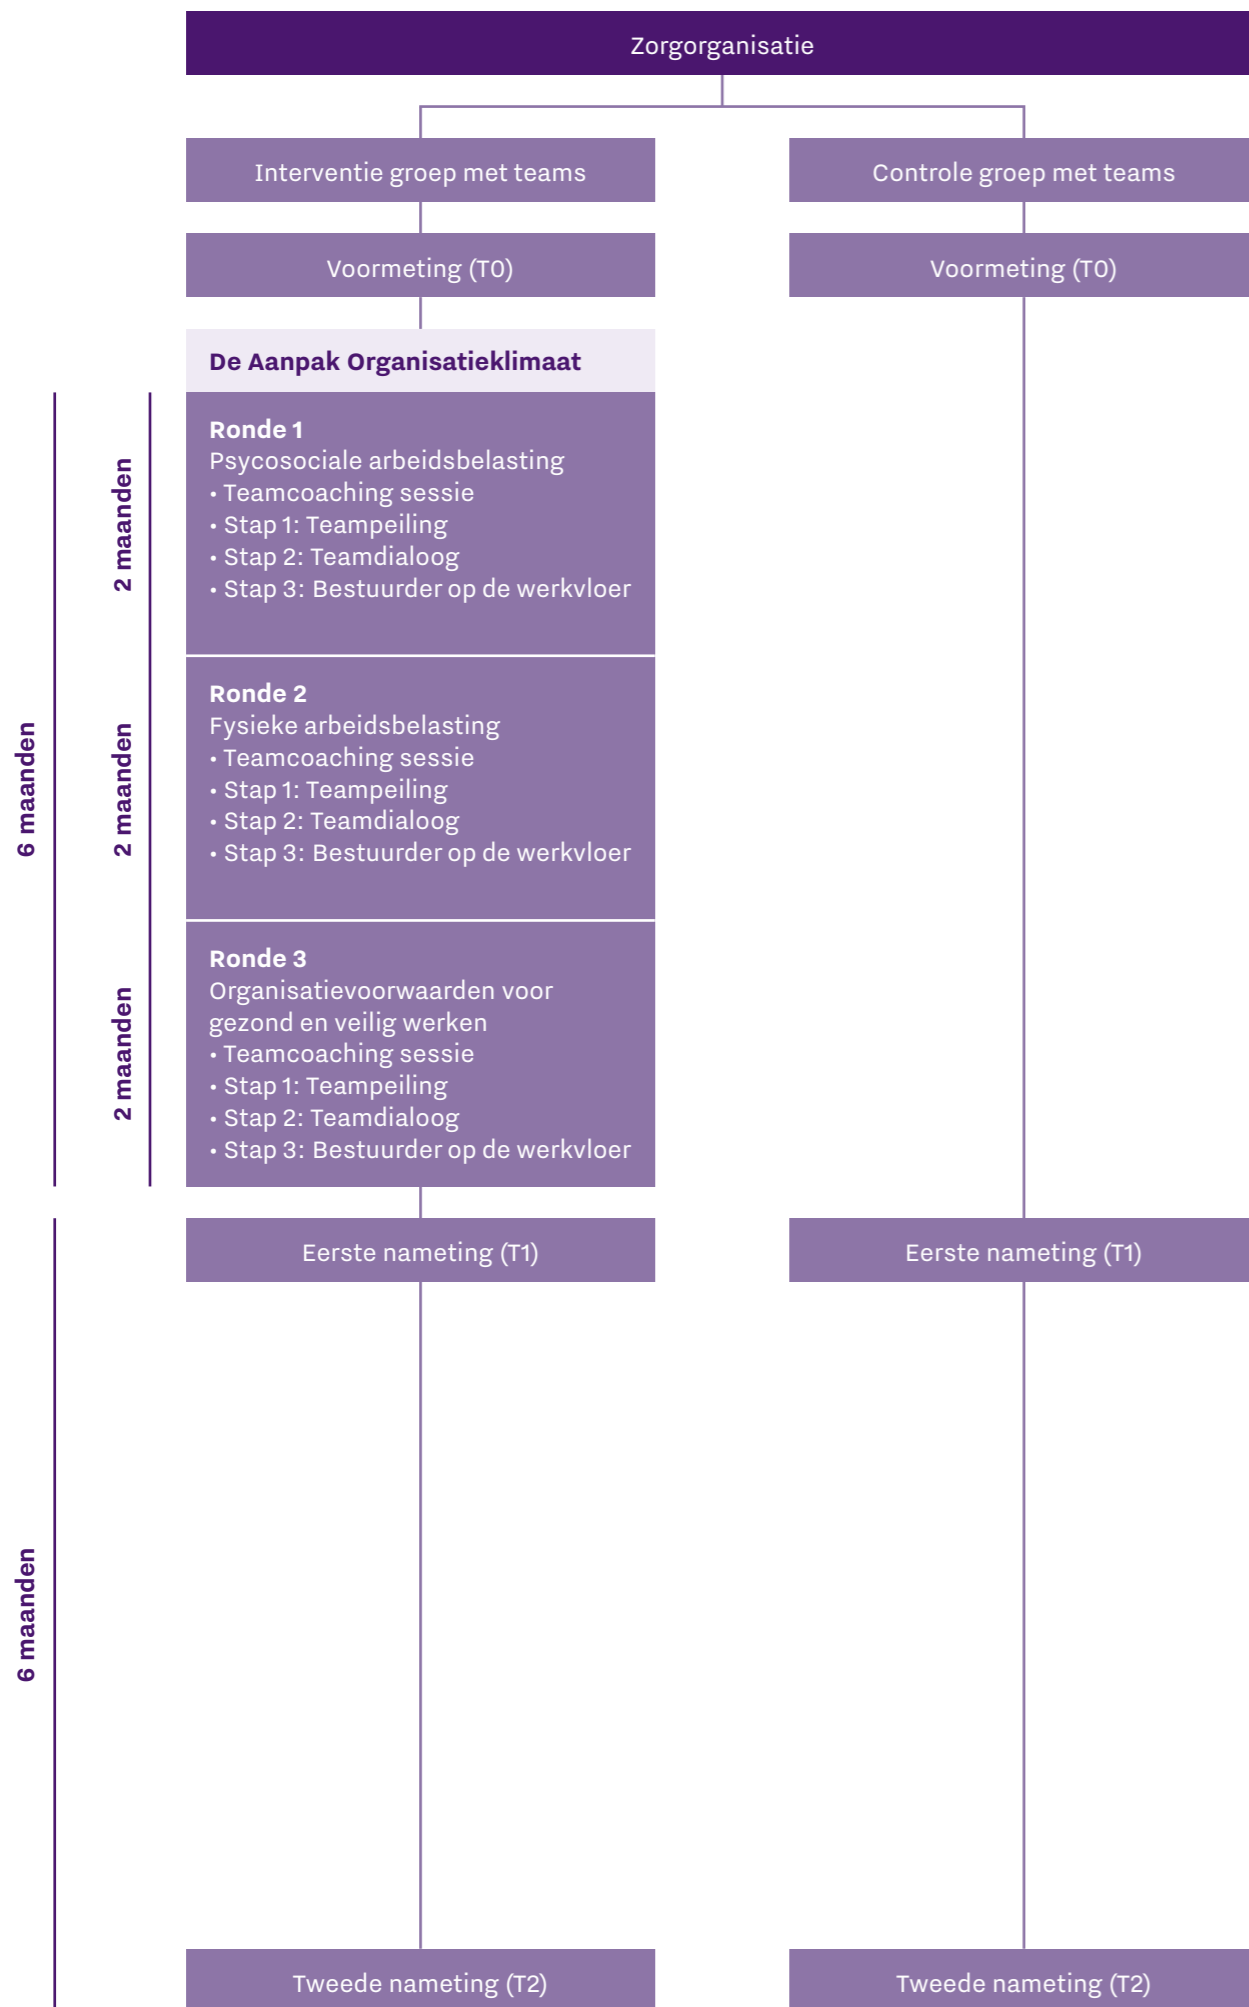 Zorgorganisatie
Interventie groep met teams
Controle groep met teams
Voormeting (T0)
Voormeting (T0)
De Aanpak Organisatieklimaat
6 maanden
2 maanden
Ronde 1
Psycosociale arbeidsbelasting
• Teamcoaching sessie
• Stap 1: Teampeiling
• Stap 2: Teamdialoog
• Stap 3: Bestuurder op de werkvloer
2 maanden
Ronde 2
Fysieke arbeidsbelasting
• Teamcoaching sessie
• Stap 1: Teampeiling
• Stap 2: Teamdialoog
• Stap 3: Bestuurder op de werkvloer
2 maanden
Ronde 3
Organisatievoorwaarden voor
gezond en veilig werken
• Teamcoaching sessie
• Stap 1: Teampeiling
• Stap 2: Teamdialoog
• Stap 3: Bestuurder op de werkvloer
Eerste nameting (T1)
Eerste nameting (T1)
6 maanden
Tweede nameting (T2)
Tweede nameting (T2)